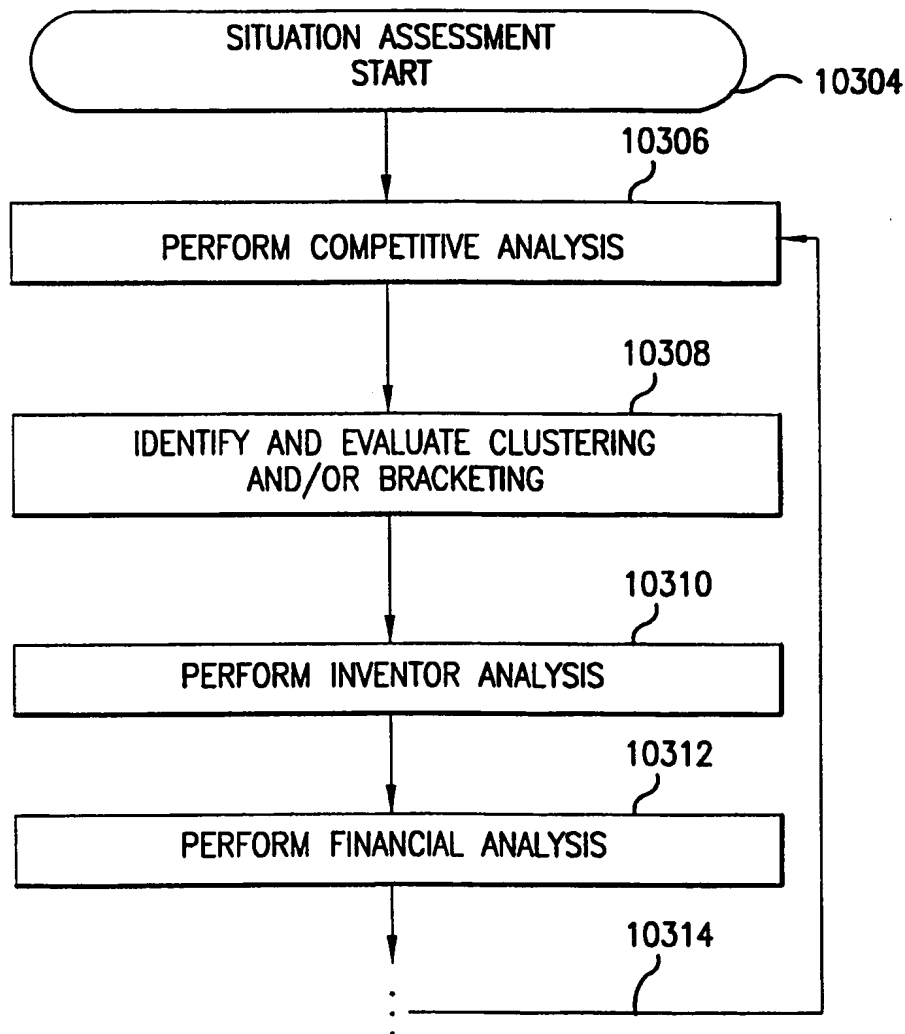 SITUATION ASSESSMENT
START
10304
10306
PERFORM COMPETITIVE ANALYSIS
10308
IDENTIFY AND EVALUATE CLUSTERING
AND/OR BRACKETING
10310
PERFORM INVENTOR ANALYSIS
10312
PERFORM FINANCIAL ANALYSIS
10314